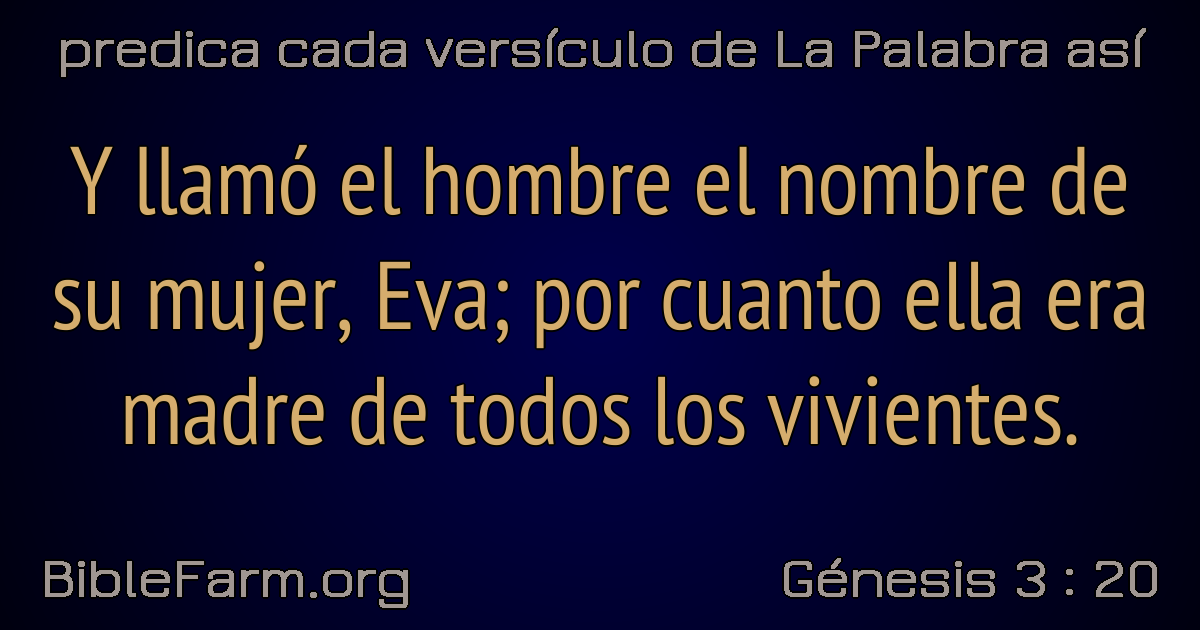 predica cada versículo de La Palabra así
Y llamó el hombre el nombre de
su mujer, Eva; por cuanto ella era
madre de todos los vivientes.
BibleFarm.org
Génesis 3 : 20